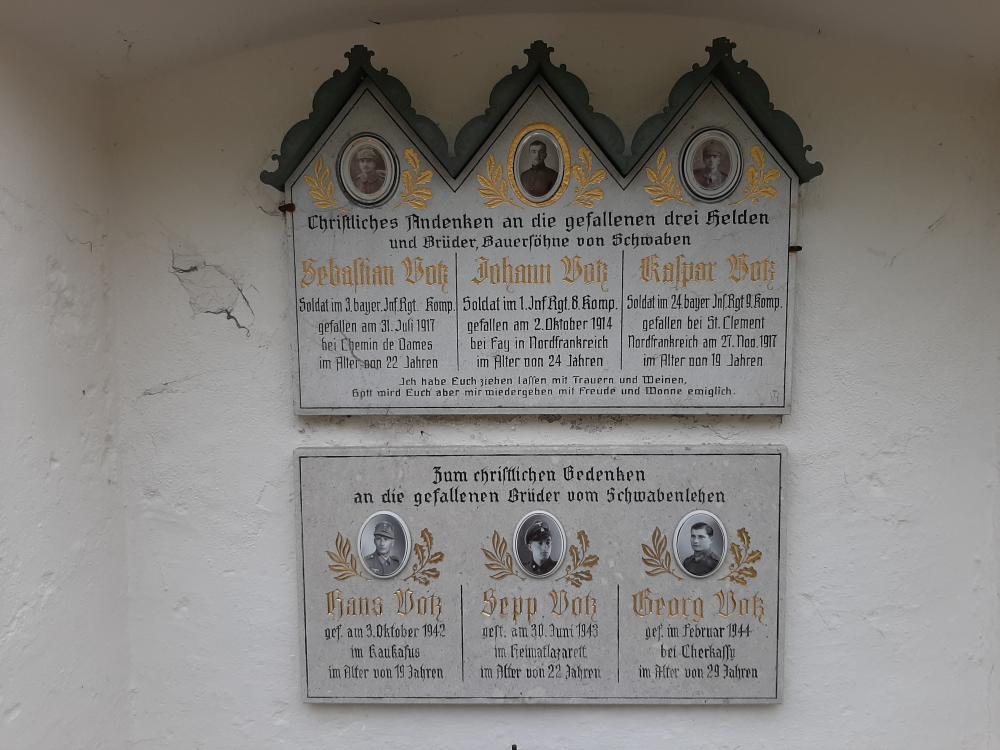 Christliches Andenken an die gefallenen drei Helden
und Brüder, Bauersöhne von Schwaben
Sebastian Votz
Soldat im 3. bayer. Inf. Rgt. Komp.
gefallen am 31. Juli 1917
bei Chemin de Dames
im Alter von 22 Jahren
Johann Votz
Soldat im 1. Inf Rgt. 8. Komp.
gefallen am 2. Oktober 1914
bei Fay in Nordfrankreich
im Alter von 24 Jahren
Kaspar Votz
Soldat im 24. bayer Inf. Rgt 9. Komp.
gefallen bei St. Clement
Nordfrankreich am 27. Nov. 1917
im Alter von 19 Jahren
Ich habe Euch ziehen lassen mit Trauern und Weinen,
Gott wird Euch aber mir wiedergeben mit Freude und Wonne ewiglich.
Zum christlichen Gedenken
an die gefallenen Brüder vom Schwabenlehen
Hans Votz
gef. am 3. Oktober 1942
im Kaukasus
im Alter von 19 Jahren
Sepp Votz
gest. am 30. Juni 1943
im Heimatlazarett
im Alter von 22 Jahren
Georg Votz
gef. im Februar 1944
bei Cherkassy
im Alter von 29 Jahren